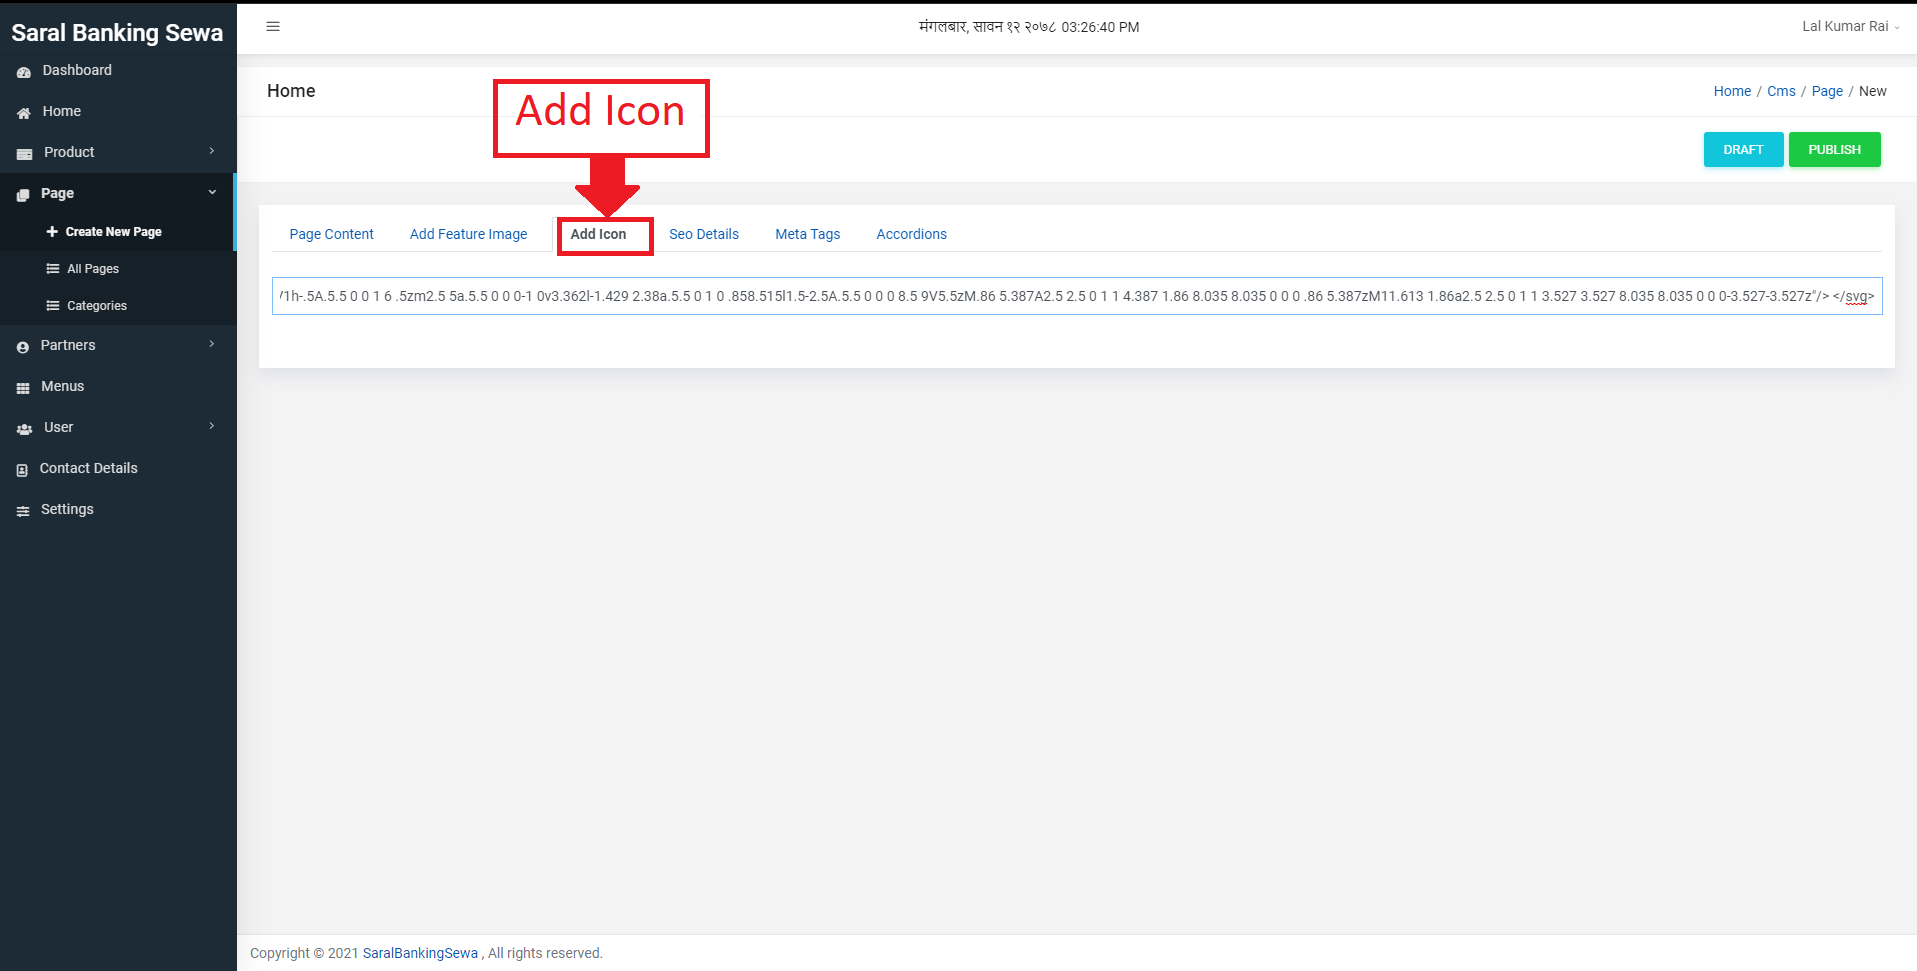 Saral Banking Sewa
मंगलबार, सावन १२ २०७८ 03:26:40 PM
Lal Kumar Rai
Dashboard
Home
Product
Page
Create New Page
All Pages
Categories
Partners
Menus
User
Contact Details
Settings
Home
Home / Cms / Page / New
Add Icon
DRAFT
PUBLISH
Page Content
Add Feature Image
Add Icon
Seo Details
Meta Tags
Accordions
1h-.5A.5.5 0 0 1 6 .5zm2.5 5a.5.5 0 0 0-1 0v3.362l-1.429 2.38a.5.5 0 1 0 .858.515l1.5-2.5A.5.5 0 0 0 8.5 9V5.5zM.86 5.387A2.5 2.5 0 1 1 4.387 1.86 8.035 8.035 0 0 0 .86 5.387zM11.613 1.86a2.5 2.5 0 1 1 3.527 3.527 8.035 8.035 0 0 0-3.527-3.527z"/> </svg>
Copyright © 2021 SaralBankingSewa , All rights reserved.